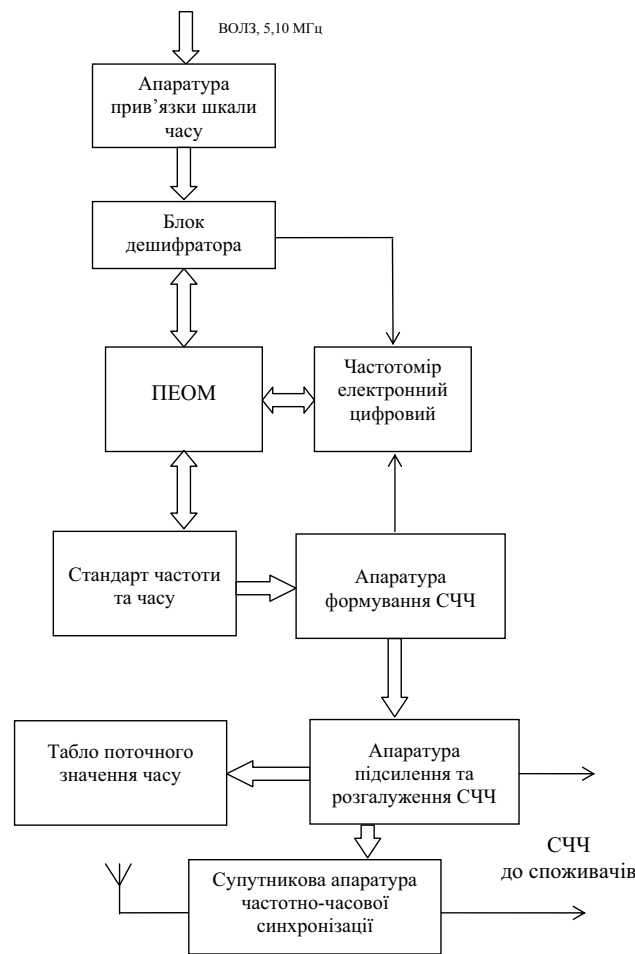 ВОЛЗ, 5,10 МГц
Апаратура
прив’язки шкали
часу
Блок
дешифратора
ПЕОМ
Частотомір
електронний
цифровий
Стандарт частоти
та часу
Апаратура
формування СЧЧ
Табло поточного
значення часу
Апаратура
підсилення та
розгалуження СЧЧ
СЧЧ
до споживачів
Супутникова апаратура
частотно-часової
синхронізації